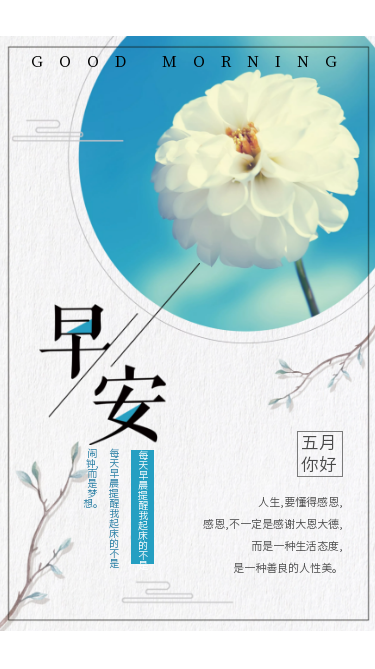 GOOD MORNING
早安
每天早晨提醒我起床的不是
每天早晨提醒我起床的不是
闹钟,而是梦想。
五月
你好
人生,要懂得感恩,
感恩,不一定是感谢大恩大德,
而是一种生活态度,
是一种善良的人性美。